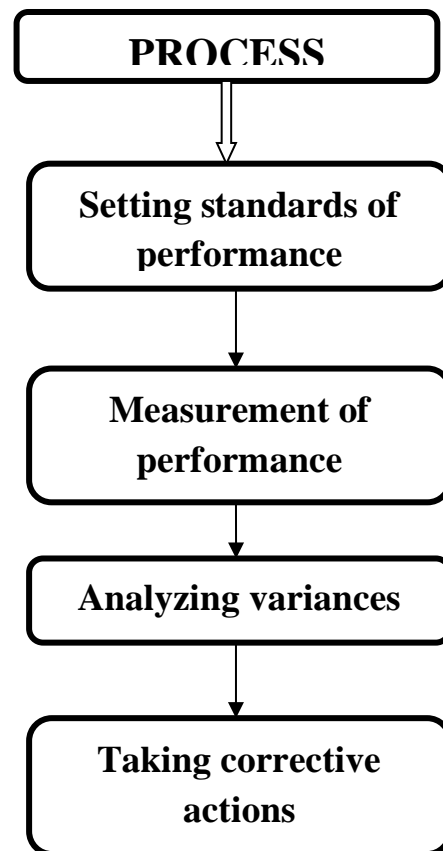 PROCESS
Setting standards of
performance
Measurement of
performance
Analyzing variances
Taking corrective
actions